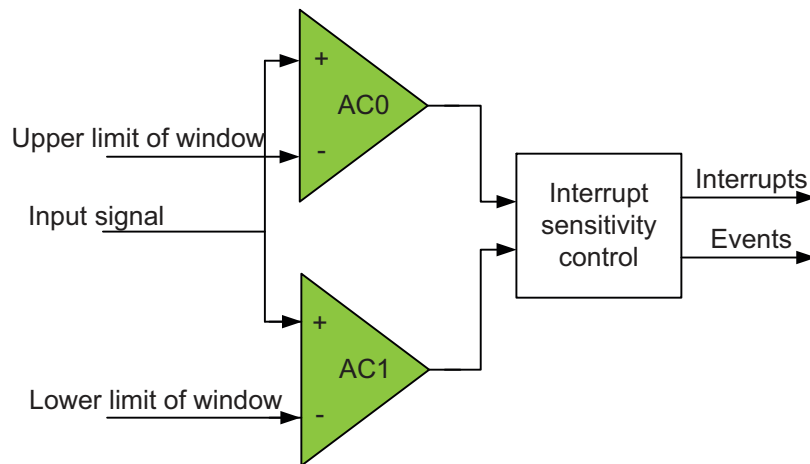 +
AC0
Upper limit of window
-
Input signal
Interrupt
sensitivity
control
Interrupts
Events
+
AC1
Lower limit of window
-